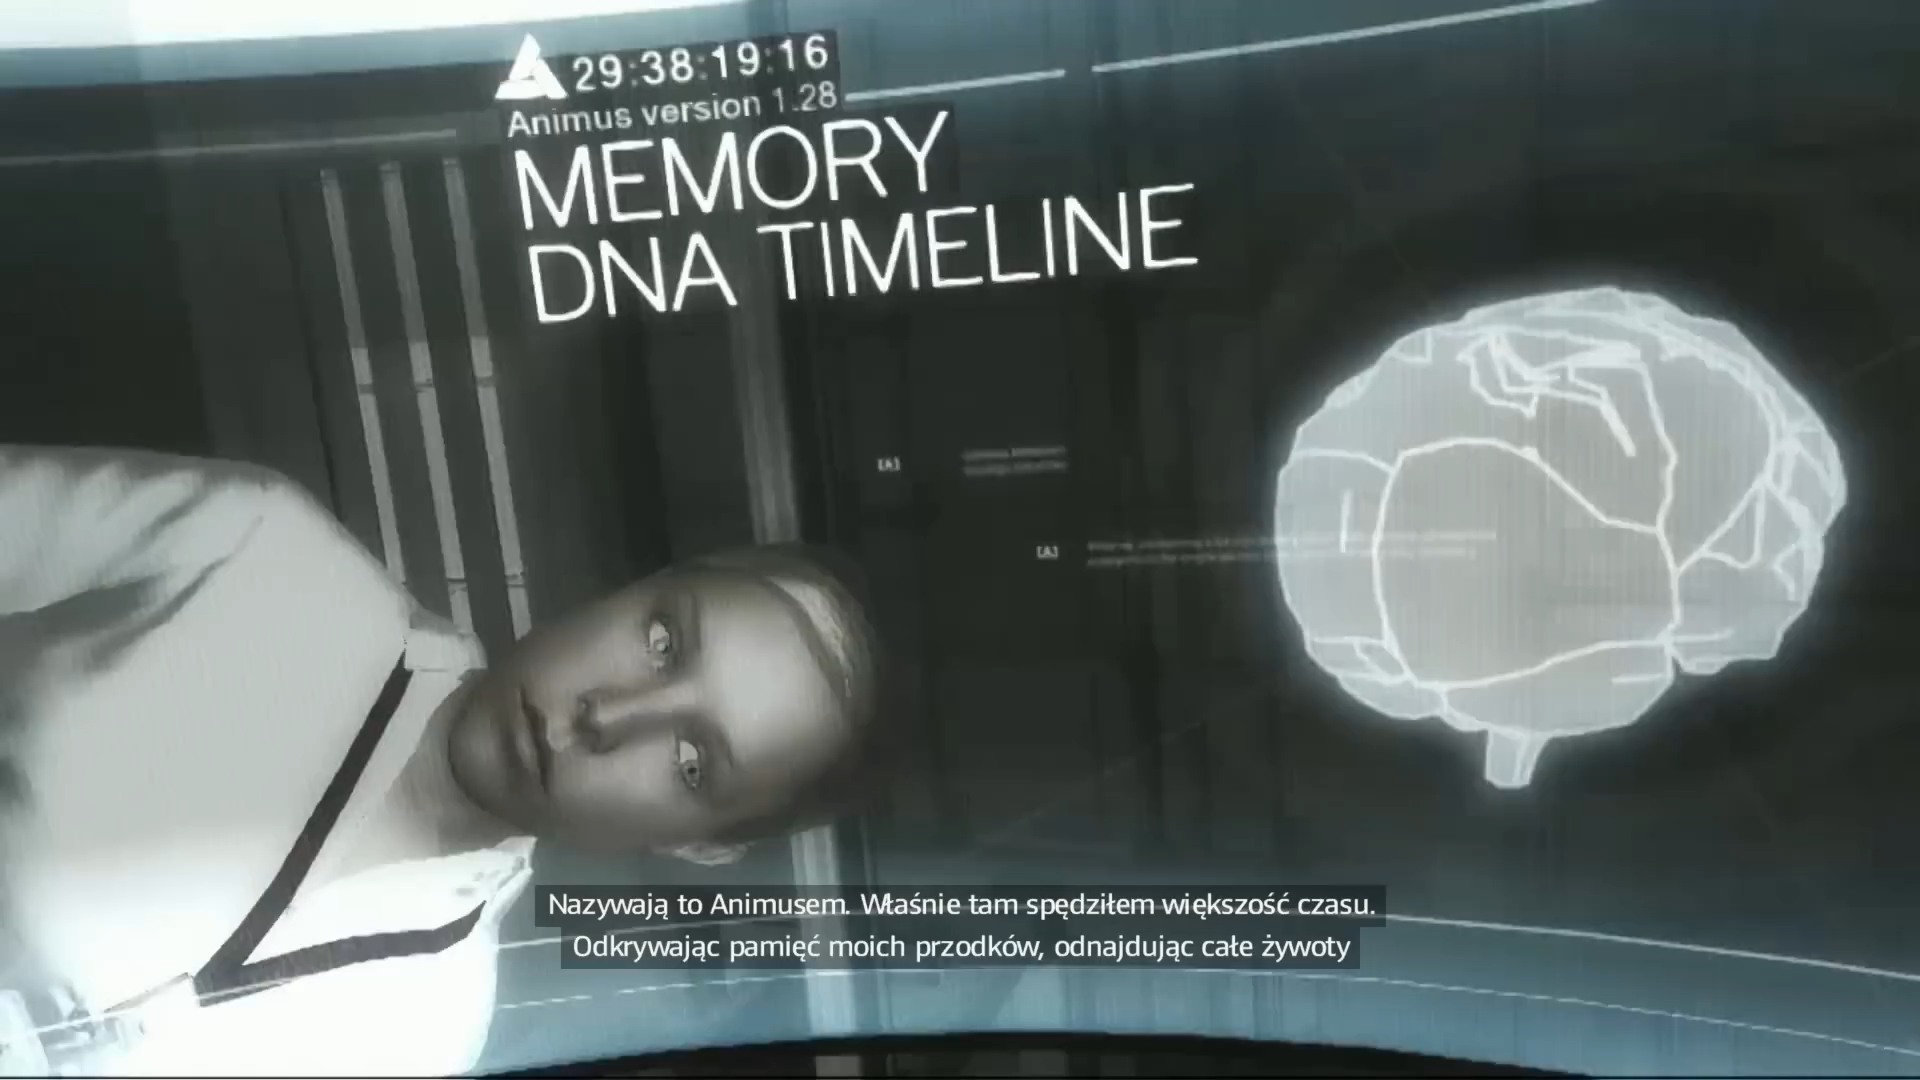 29:38:19:16
Animus version 1.28
MEMORY
DNA TIMELINE
[A]
[A]
Nazywają to Animusem. Właśnie tam spędziłem większość czasu.
Odkrywając pamięć moich przodków, odnajdując całe żywoty